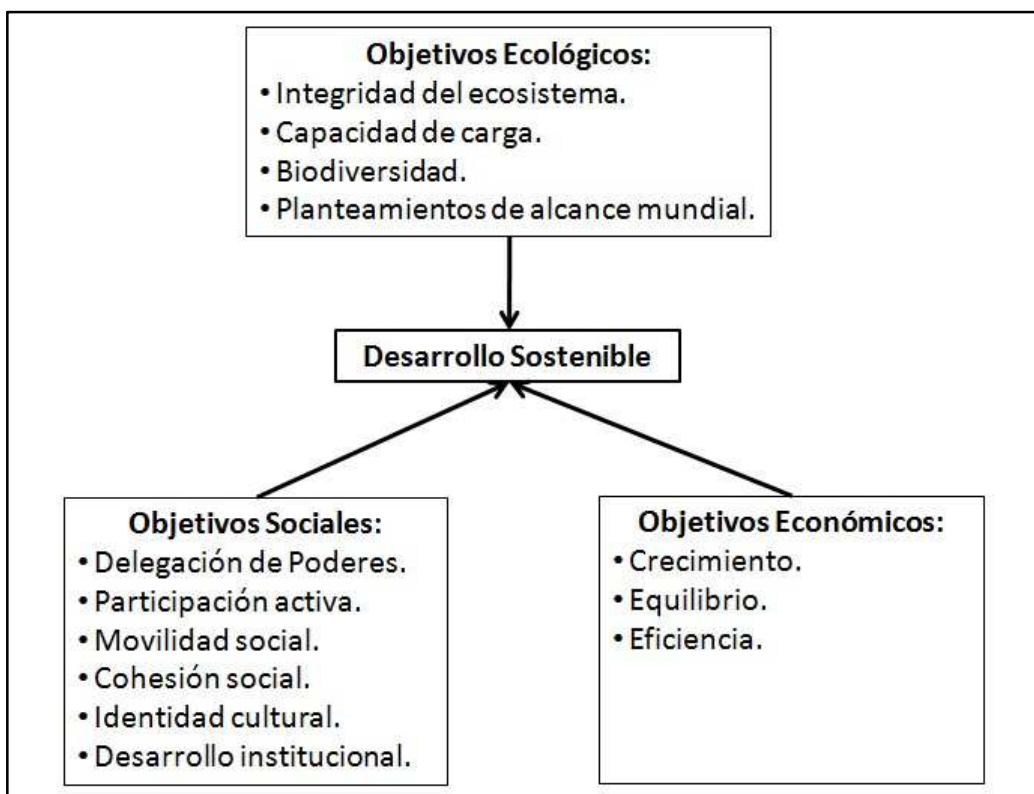 Objetivos Ecológicos:
• Integridad del ecosistema.
• Capacidad de carga.
• Biodiversidad.
• Planteamientos de alcance mundial.
Desarrollo Sostenible
Objetivos Sociales:
• Delegación de Poderes.
• Participación activa.
• Movilidad social.
• Cohesión social.
• Identidad cultural.
• Desarrollo institucional.
Objetivos Económicos:
• Crecimiento.
• Equilibrio.
• Eficiencia.